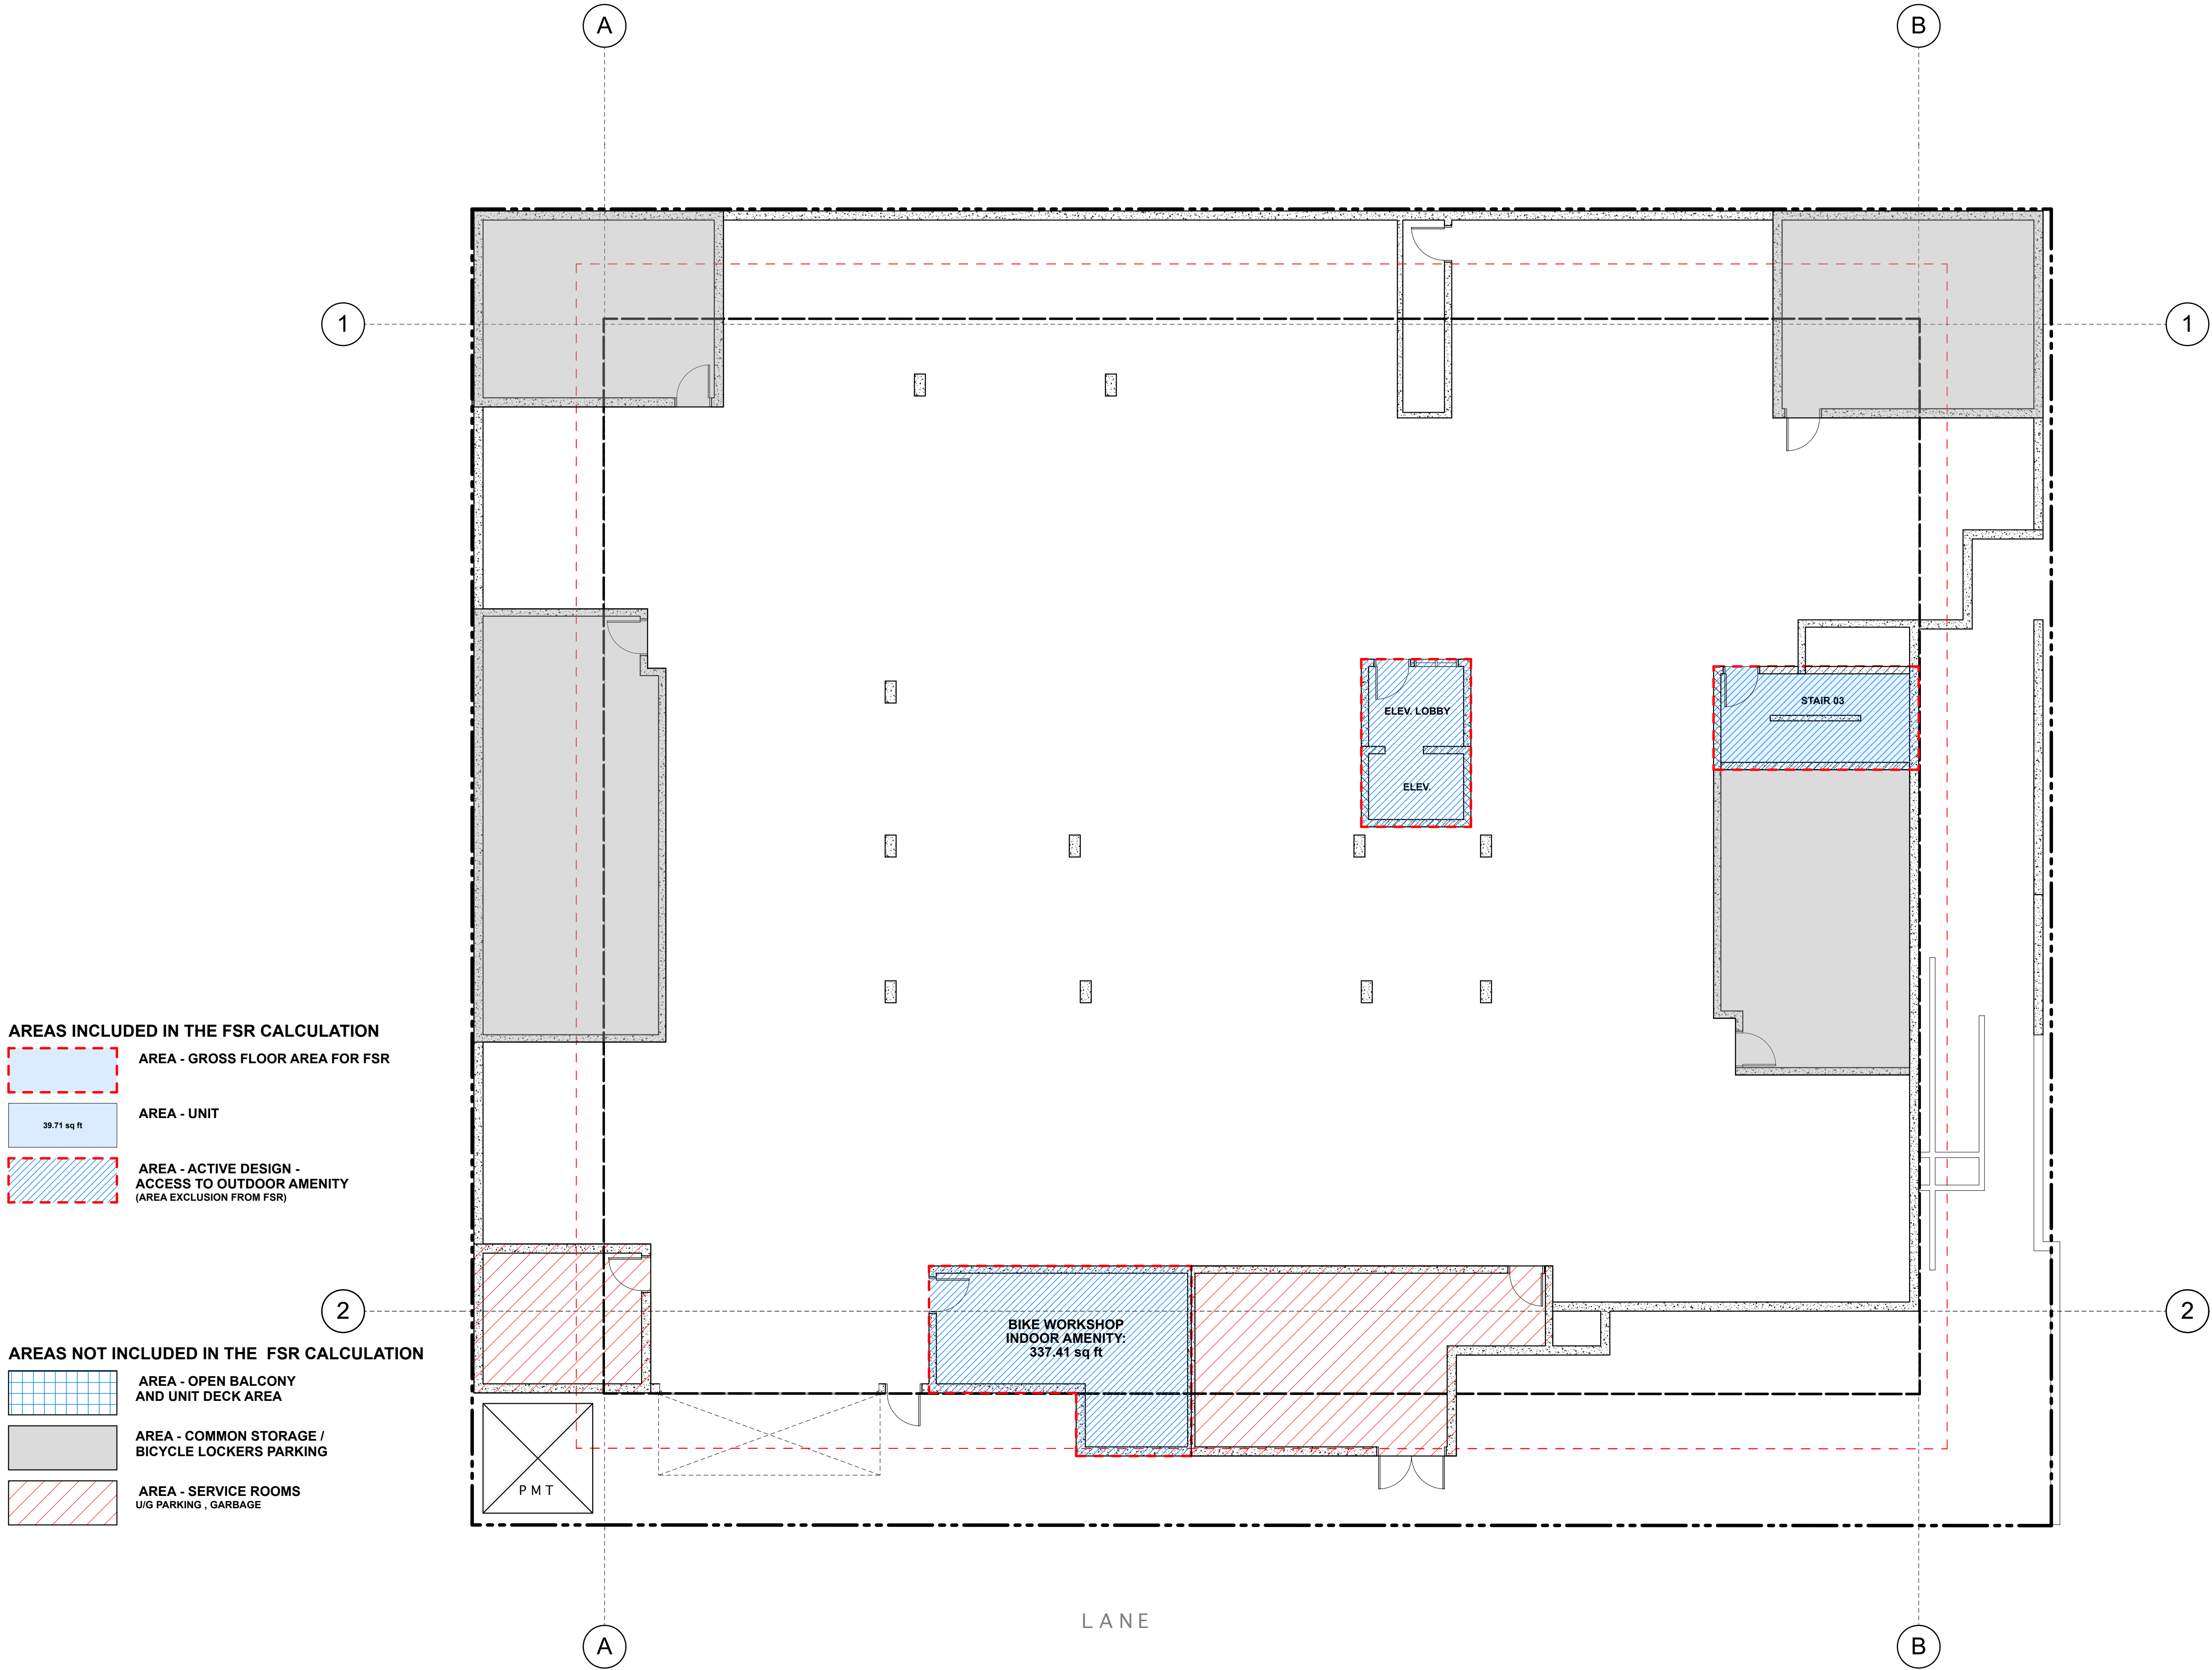 A
B
1
1
ELEV. LOBBY
STAIR 03
ELEV.
AREAS INCLUDED IN THE FSR CALCULATION
AREA - GROSS FLOOR AREA FOR FSR
39.71 sq ft
AREA - UNIT
AREA - ACTIVE DESIGN -
ACCESS TO OUTDOOR AMENITY
(AREA EXCLUSION FROM FSR)
2
2
BIKE WORKSHOP
INDOOR AMENITY:
337.41 sq ft
AREAS NOT INCLUDED IN THE FSR CALCULATION
AREA - OPEN BALCONY
AND UNIT DECK AREA
AREA - COMMON STORAGE /
BICYCLE LOCKERS PARKING
AREA - SERVICE ROOMS
U/G PARKING , GARBAGE
PMT
LANE
A
B